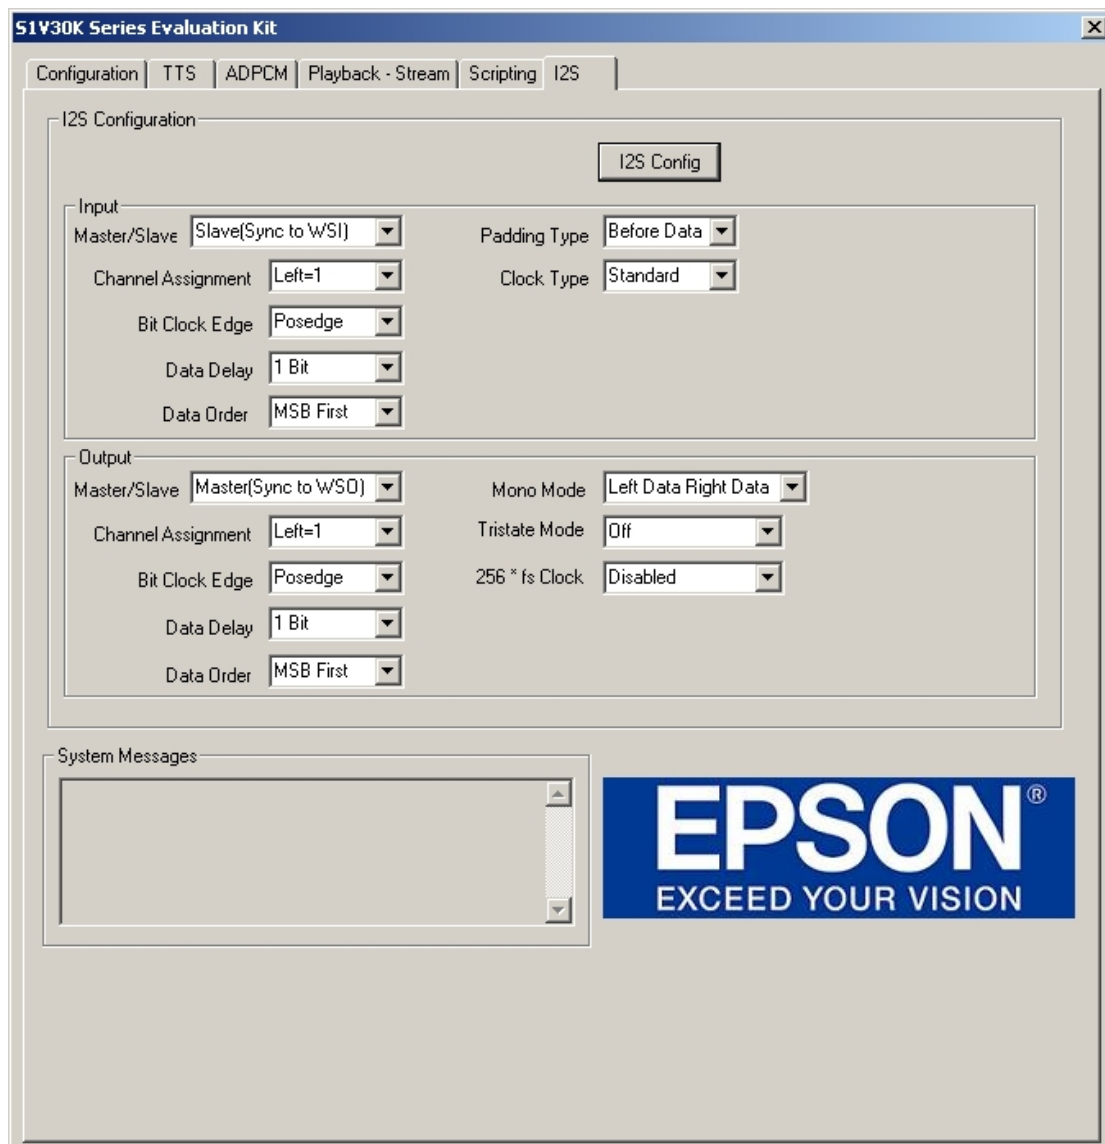 S1V30K Series Evaluation Kit
Configuration TTS ADPCM Playback - Stream Scripting I2S
I2S Configuration
I2S Config
Input
Master/Slave Slave(Sync to WSI) Padding Type Before Data
Channel Assignment Left=1 Clock Type Standard
Bit Clock Edge Posedge
Data Delay 1 Bit
Data Order MSB First
Output
Master/Slave Master(Sync to WSO) Mono Mode Left Data Right Data
Channel Assignment Left=1 Tristate Mode Off
Bit Clock Edge Posedge 256 * fs Clock Disabled
Data Delay 1 Bit
Data Order MSB First
System Messages
EPSON®
EXCEED YOUR VISION